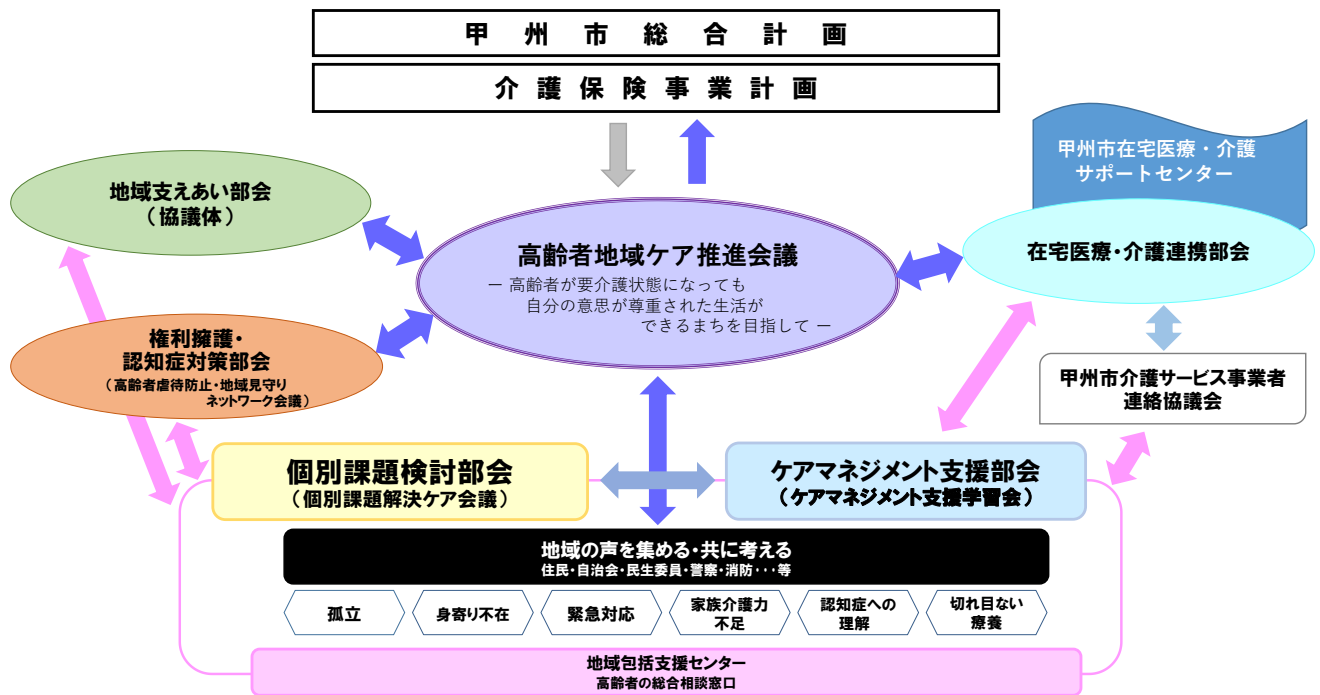 甲州市総合計画
介護保険事業計画
甲州市在宅医療・介護
サポートセンター
地域支えあい部会
（協議体）
高齢者地域ケア推進会議
― 高齢者が要介護状態になっても
自分の意思が尊重された生活が
できるまちを目指して ―
在宅医療・介護連携部会
権利擁護・
認知症対策部会
（高齢者虐待防止・地域見守り
ネットワーク会議）
甲州市介護サービス事業者
連絡協議会
個別課題検討部会
（個別課題解決ケア会議）
ケアマネジメント支援部会
（ケアマネジメント支援学習会）
地域の声を集める・共に考える
住民・自治会・民生委員・警察・消防・・・等
孤立
身寄り不在
緊急対応
家族介護力
不足
認知症への
理解
切れ目ない
療養
地域包括支援センター
高齢者の総合相談窓口